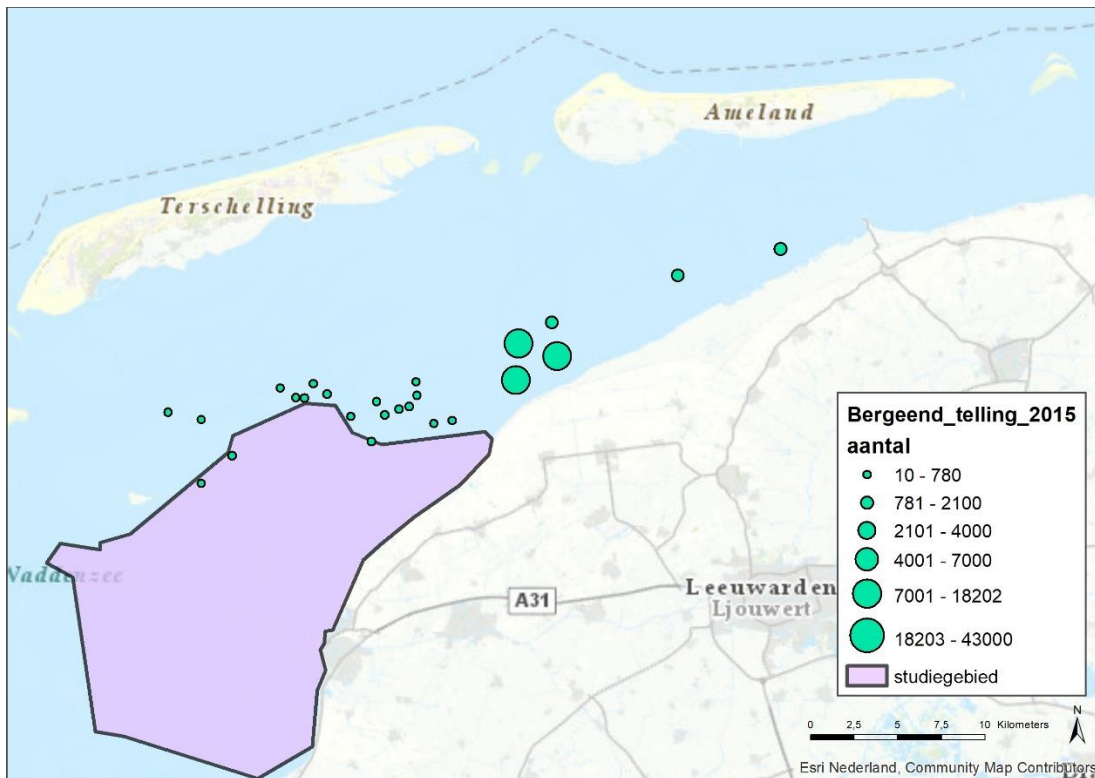 Ameland
Terschelling
Waddenzee
A31
Leeuwarden
Ljouwert
Bergeend_telling_2015
aantal
10 - 780
781 - 2100
2101 - 4000
4001 - 7000
7001 - 18202
18203 - 43000
studiegebied
0 2,5 5 7,5 10 Kilometers
N
Esri Nederland, Community Map Contributors